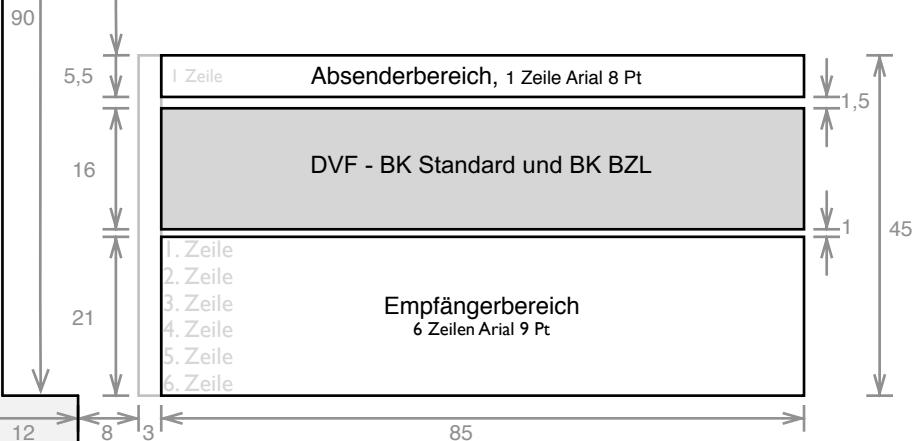 90
5,5
1 Zeile
Absenderbereich, 1 Zeile Arial 8 Pt
1,5
16
DVF - BK Standard und BK BZL
1
45
1. Zeile
2. Zeile
3. Zeile
21
Empfängerbereich
6 Zeilen Arial 9 Pt
4. Zeile
5. Zeile
6. Zeile
12
8
3
85